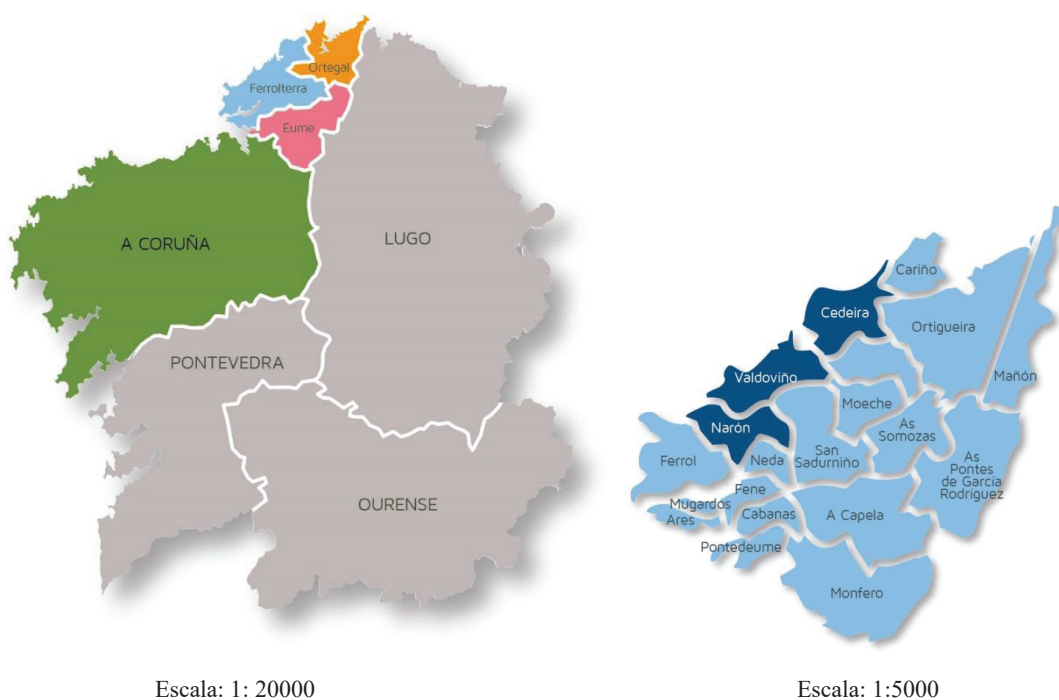 Ortegal
Ferrolterra
Eume
A CORUÑA
LUGO
PONTEVEDRA
OURENSE
Cariño
Cedeira
Ortigueira
Valdoviño
Mañón
Moeche
Narón
As
Somozas
San
Sadurniño
Ferrol
Neda
As
Pontes
de García
Rodríguez
Fene
Mugardos
Ares
Cabanas
A Capela
Pontedeume
Monfero
Escala: 1: 20000
Escala: 1:5000